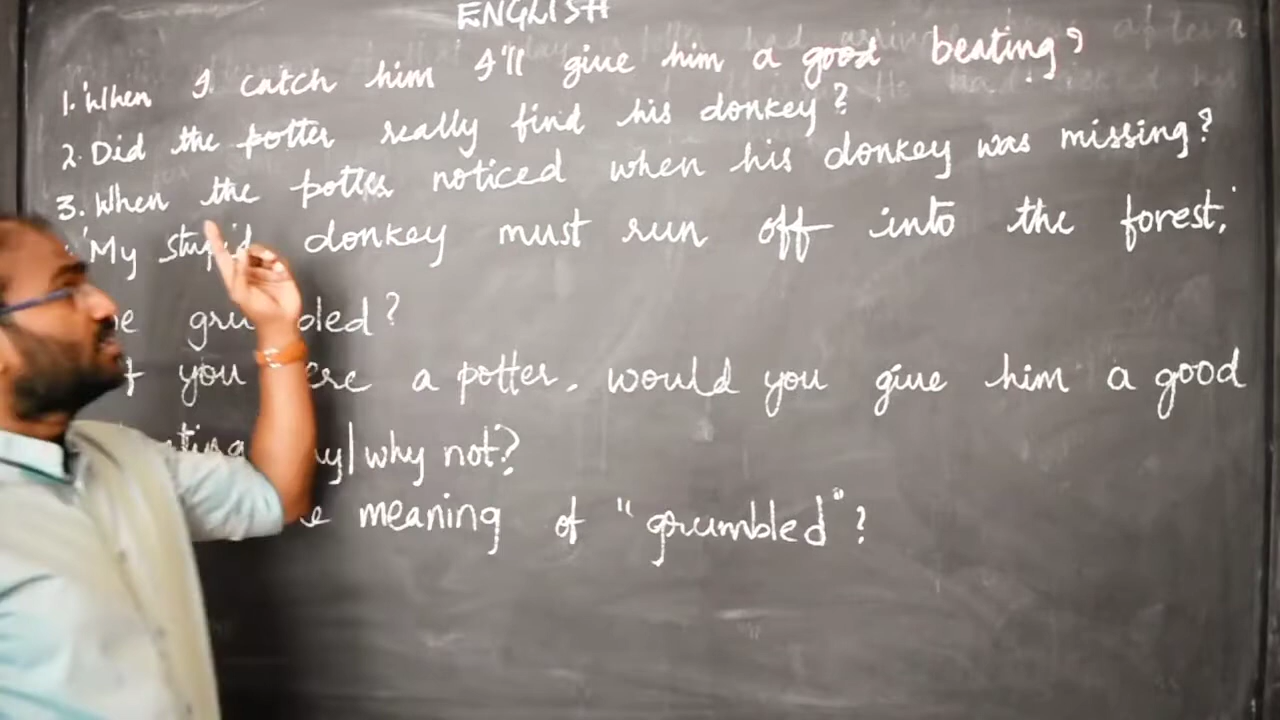 ENGLISH
1. 'When I catch him I'll give him a good beating?
2. Did the potter really find his donkey?
3. When the potter noticed when his donkey was missing?
'My stupid donkey must run off into the forest,'
grumbled?
you were a potter. would you give him a good
why not?
meaning of "grumbled"?